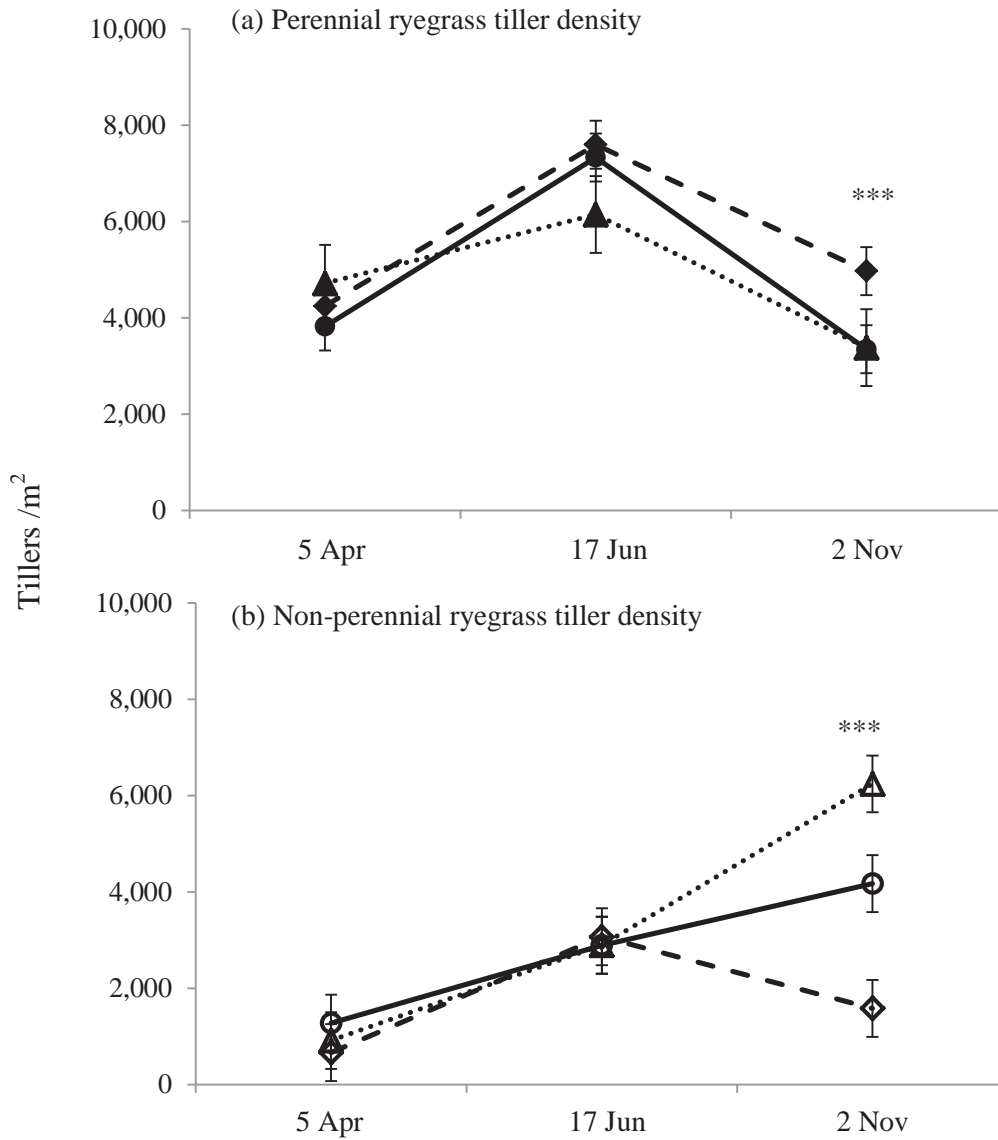 (a) Perennial ryegrass tiller density
10,000
8,000
6,000
4,000
2,000
0
***
5 Apr 17 Jun 2 Nov
Tillers /m²
(b) Non-perennial ryegrass tiller density
10,000
8,000
6,000
4,000
2,000
0
***
5 Apr 17 Jun 2 Nov